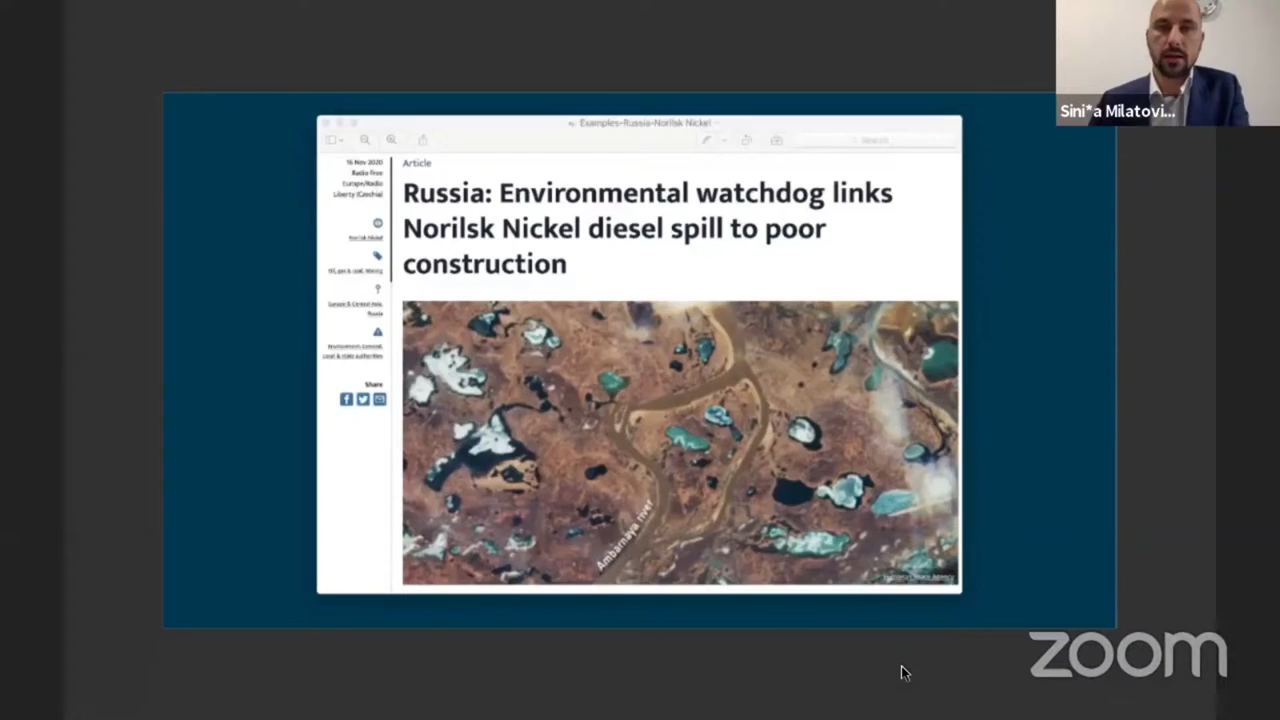 Sini*a Milatovi...
Examples-Russia-Norilsk Nickel
Search
16 Nov 2020
Radio Free
Europe/Radio
Liberty (Czechia)
Norilsk Nickel
Oil, gas & coal, Mining
Europe & Central Asia,
Russia
Environment: General,
Local & state authorities
Share
Article
Russia: Environmental watchdog links
Norilsk Nickel diesel spill to poor
construction
Ambarnaya river
zoom